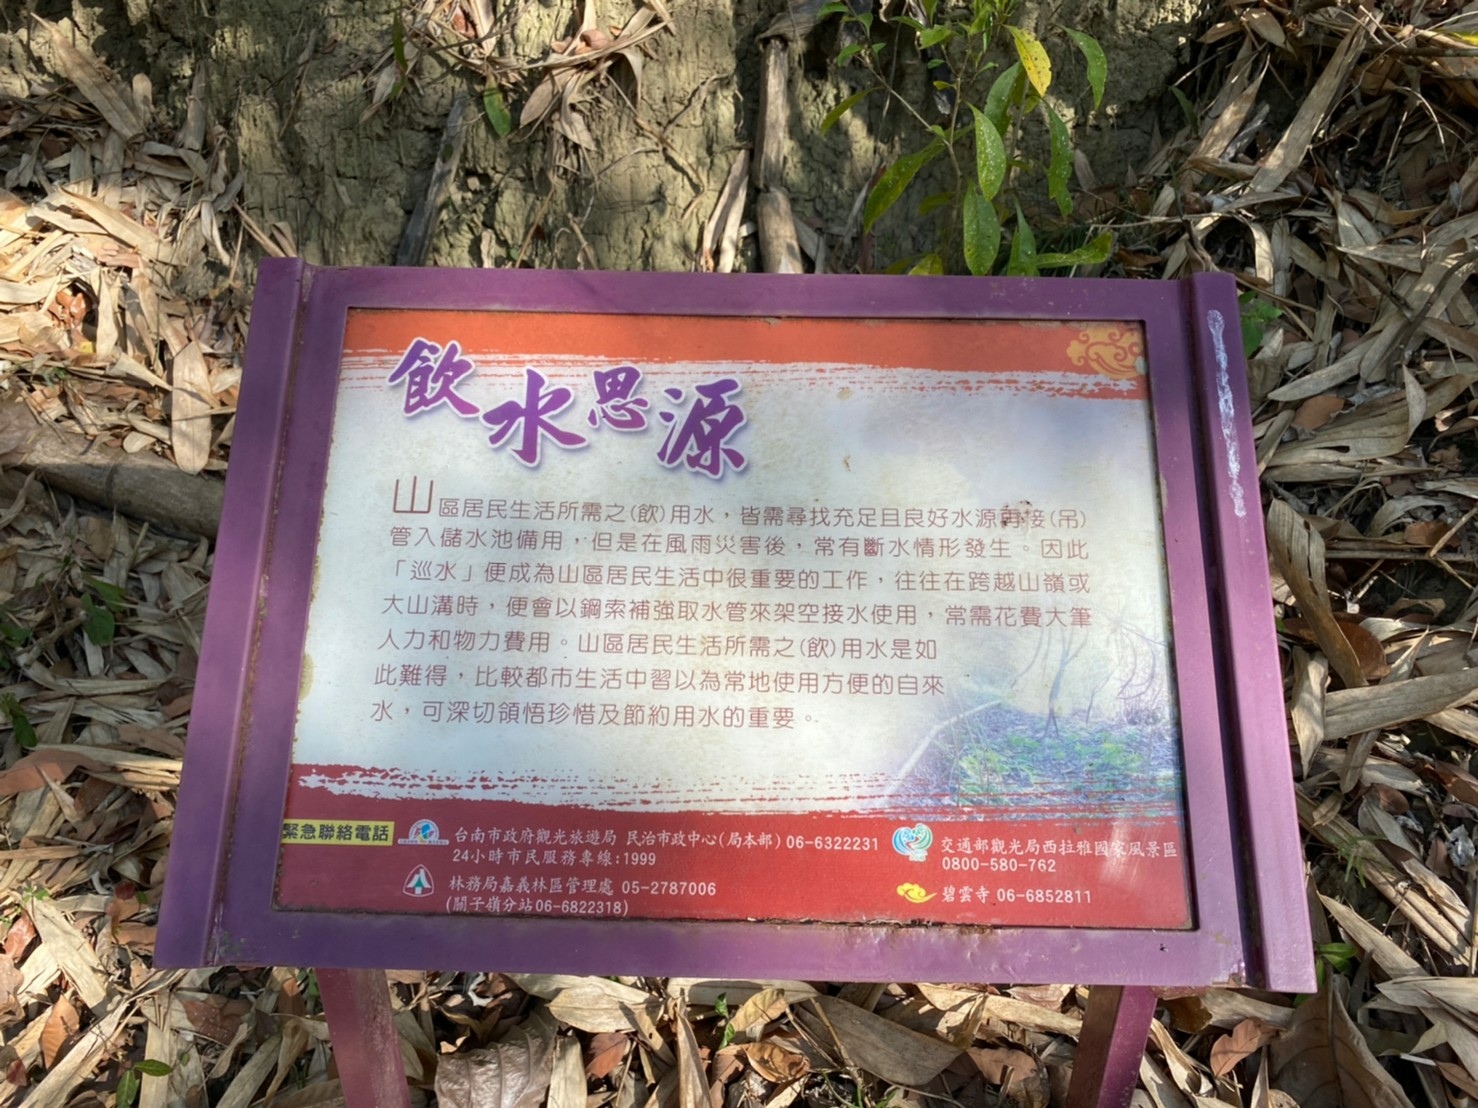 飲水思源
山區居民生活所需之(飲)用水，皆需尋找充足且良好水源再接(吊)
管入儲水池備用，但是在風雨災害後，常有斷水情形發生。因此
「巡水」便成為山區居民生活中很重要的工作，往往在跨越山嶺或
大山溝時，便會以鋼索補強取水管來架空接水使用，常需花費大筆
人力和物力費用。山區居民生活所需之(飲)用水是如
此難得，比較都市生活中習以為常地使用方便的自來
水，可深切領悟珍惜及節約用水的重要。
緊急聯絡電話
台南市政府觀光旅遊局 民治市政中心(局本部) 06-6322231
24小時市民服務專線:1999
林務局嘉義林區管理處 05-2787006
(關子嶺分站06-6822318)
交通部觀光局西拉雅國家風景區
0800-580-762
碧雲寺 06-6852811